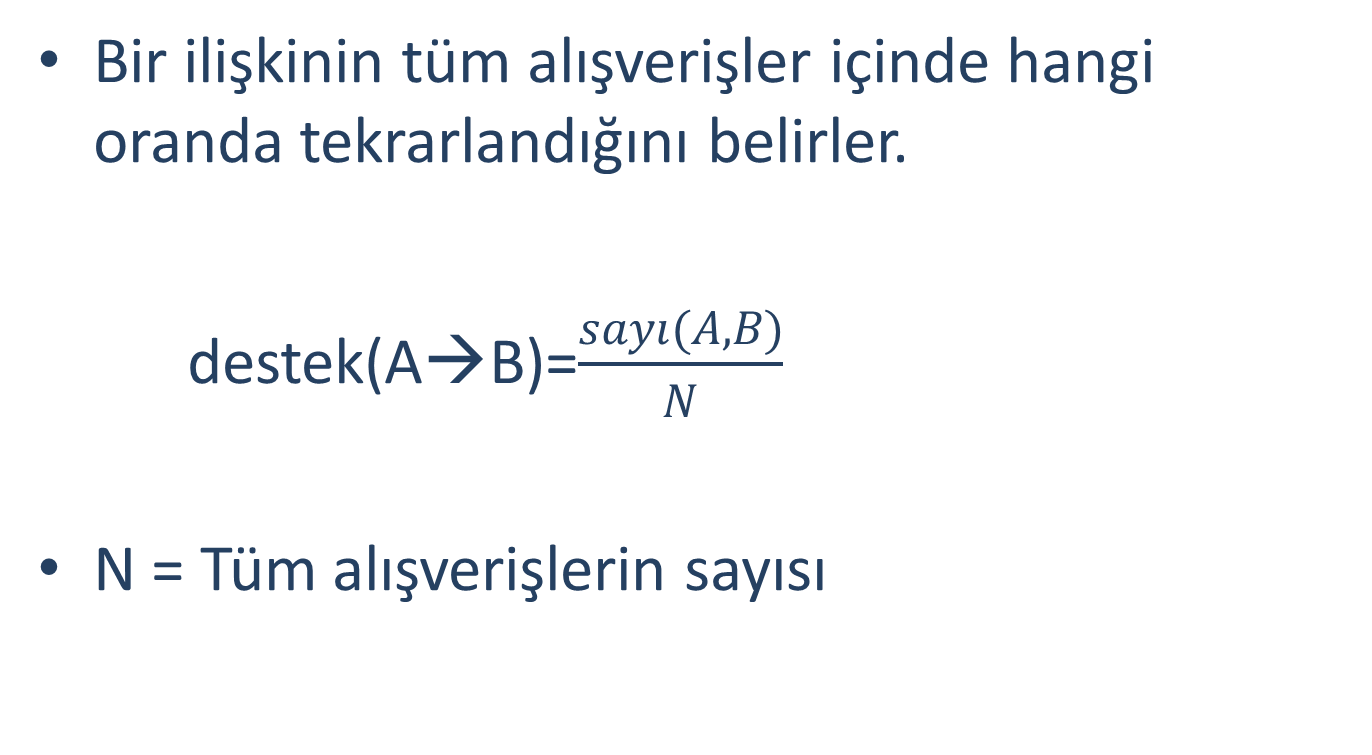 • Bir ilişkinin tüm alışverişler içinde hangi
oranda tekrarlandığını belirler.
destek(A→B)=sayı(A,B)/N
• N = Tüm alışverişlerin sayısı